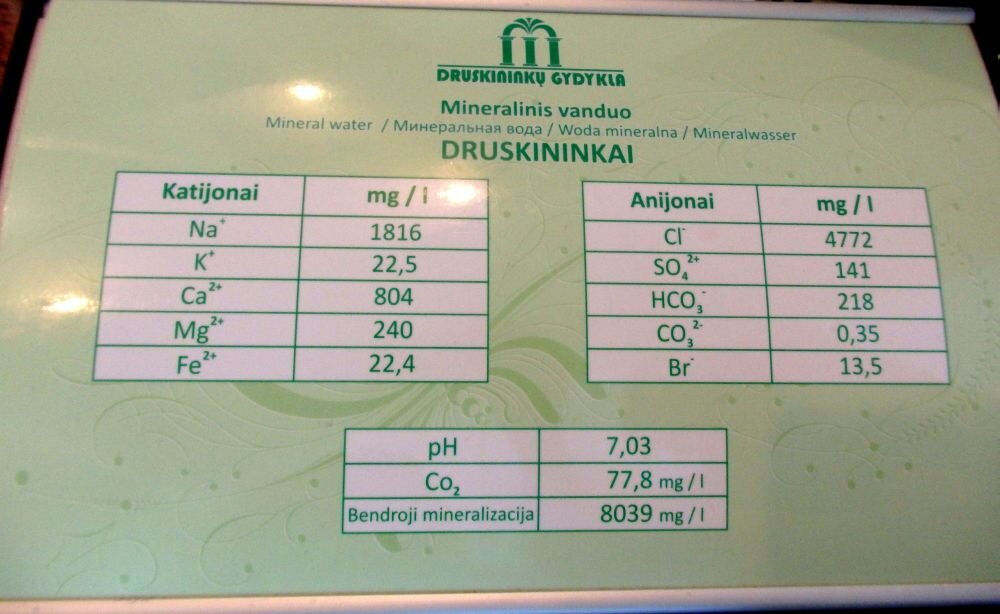 DRUSKININKŲ GYDYKLA
Mineralinis vanduo
Mineral water / Минеральная вода / Woda mineralna / Mineralwasser
DRUSKININKAI
Katijonai mg / l
Na⁺ 1816
K⁺ 22,5
Ca²⁺ 804
Mg²⁺ 240
Fe²⁺ 22,4
Anijonai mg / l
Cl⁻ 4772
SO₄²⁺ 141
HCO₃⁻ 218
CO₃²⁻ 0,35
Br⁻ 13,5
pH 7,03
Co₂ 77,8 mg / l
Bendroji mineralizacija 8039 mg / l